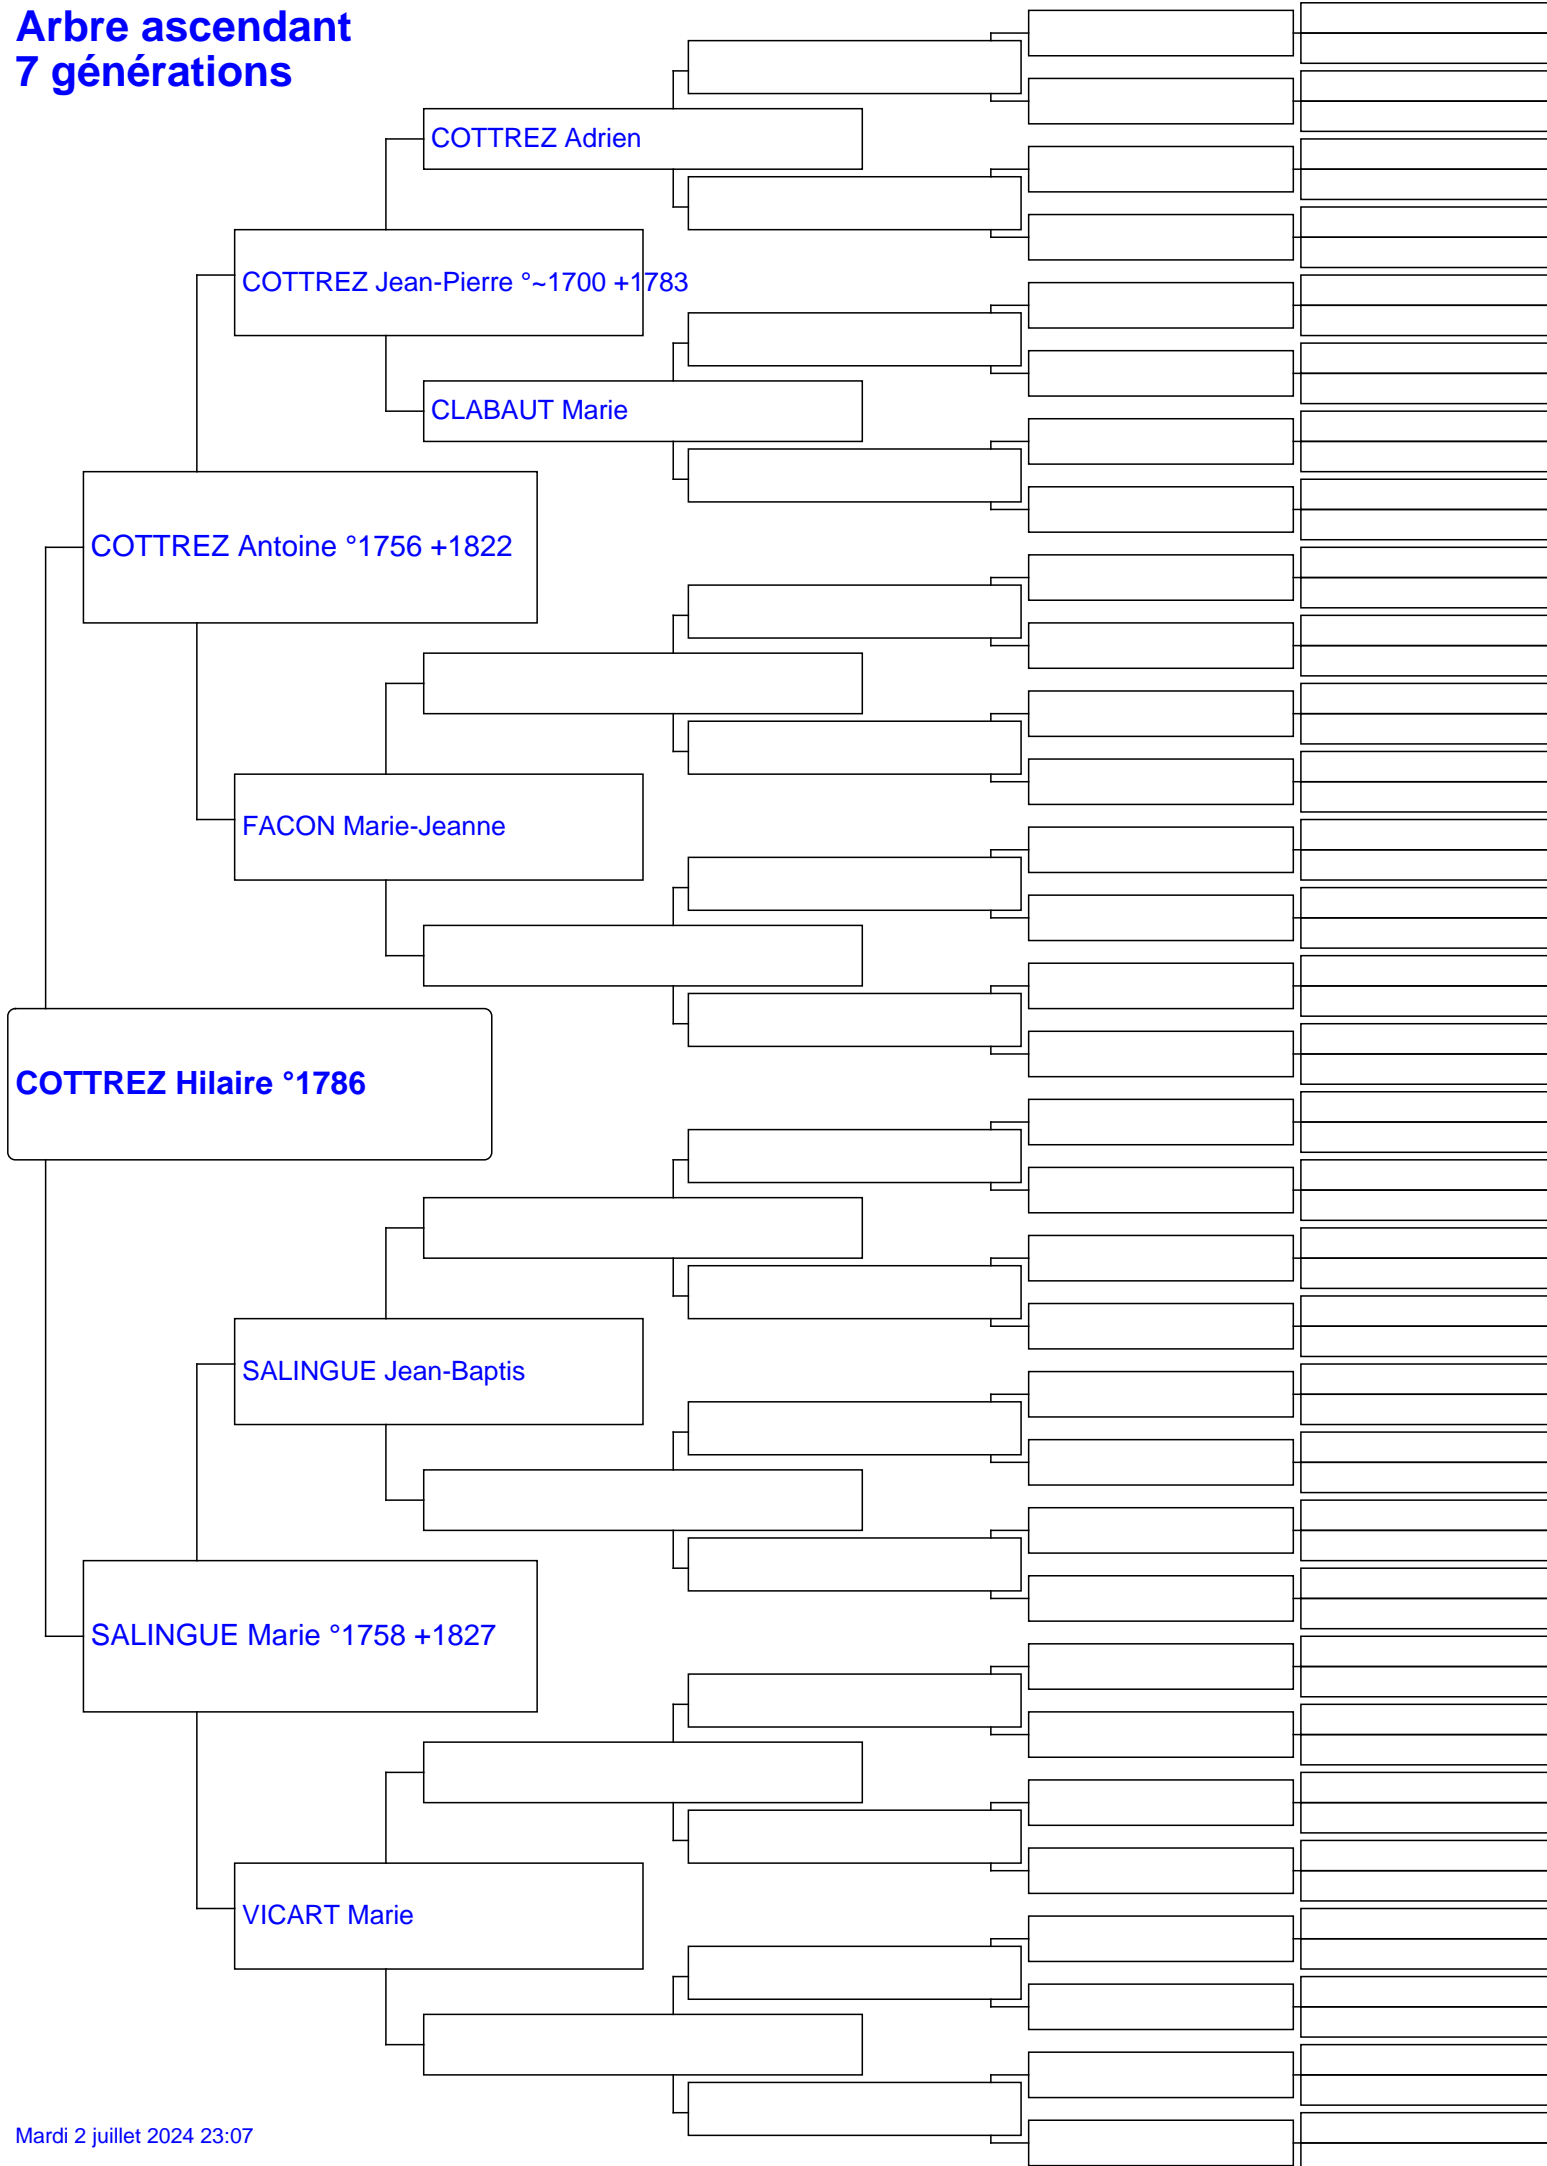 Arbre ascendant
7 générations
COTTREZ Adrien
COTTREZ Jean-Pierre °~1700 +1783
CLABAUT Marie
COTTREZ Antoine °1756 +1822
FACON Marie-Jeanne
COTTREZ Hilaire °1786
SALINGUE Jean-Baptis
SALINGUE Marie °1758 +1827
VICART Marie
Mardi 2 juillet 2024 23:07